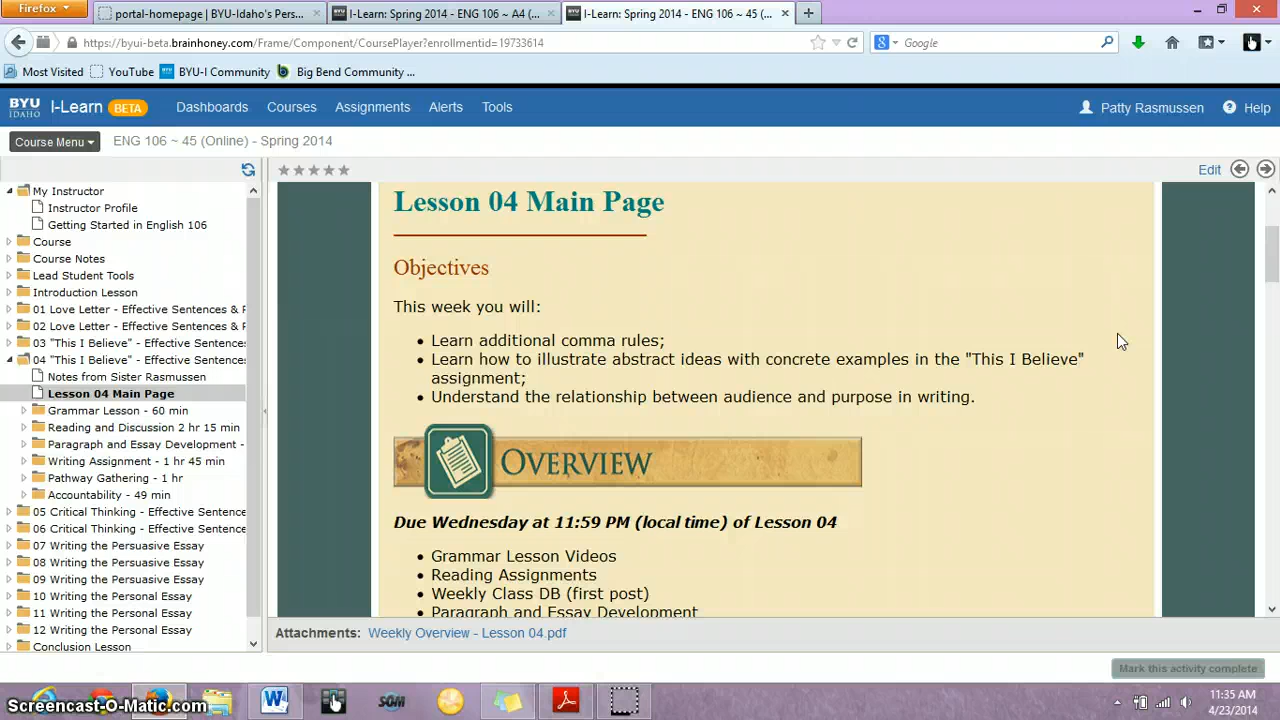 Firefox
portal-homepage | BYU-Idaho's Pers...
I-Learn: Spring 2014 - ENG 106 ~ A4 (...
I-Learn: Spring 2014 - ENG 106 ~ 45 (...
https://byui-beta.brainhoney.com/Frame/Component/CoursePlayer?enrollmentid=19733614
Google
Most Visited
YouTube
BYU-I Community
Big Bend Community ...
BYU IDAHO
I-Learn BETA
Dashboards
Courses
Assignments
Alerts
Tools
Patty Rasmussen
Help
Course Menu
ENG 106 ~ 45 (Online) - Spring 2014
Edit
My Instructor
Instructor Profile
Getting Started in English 106
Course
Course Notes
Lead Student Tools
Introduction Lesson
01 Love Letter - Effective Sentences & F
02 Love Letter - Effective Sentences & F
03 "This I Believe" - Effective Sentence:
04 "This I Believe" - Effective Sentence:
Notes from Sister Rasmussen
Lesson 04 Main Page
Grammar Lesson - 60 min
Reading and Discussion 2 hr 15 min
Paragraph and Essay Development -
Writing Assignment - 1 hr 45 min
Pathway Gathering - 1 hr
Accountability - 49 min
05 Critical Thinking - Effective Sentence
06 Critical Thinking - Effective Sentence
07 Writing the Persuasive Essay
08 Writing the Persuasive Essay
09 Writing the Persuasive Essay
10 Writing the Personal Essay
11 Writing the Personal Essay
12 Writing the Personal Essay
Conclusion Lesson
Lesson 04 Main Page
Objectives
This week you will:
Learn additional comma rules;
Learn how to illustrate abstract ideas with concrete examples in the "This I Believe"
assignment;
Understand the relationship between audience and purpose in writing.
OVERVIEW
Due Wednesday at 11:59 PM (local time) of Lesson 04
Grammar Lesson Videos
Reading Assignments
Weekly Class DB (first post)
Paragraph and Essay Development
Attachments: Weekly Overview - Lesson 04.pdf
Mark this activity complete
Screencast-O-Matic.com
SOM
11:35 AM
4/23/2014